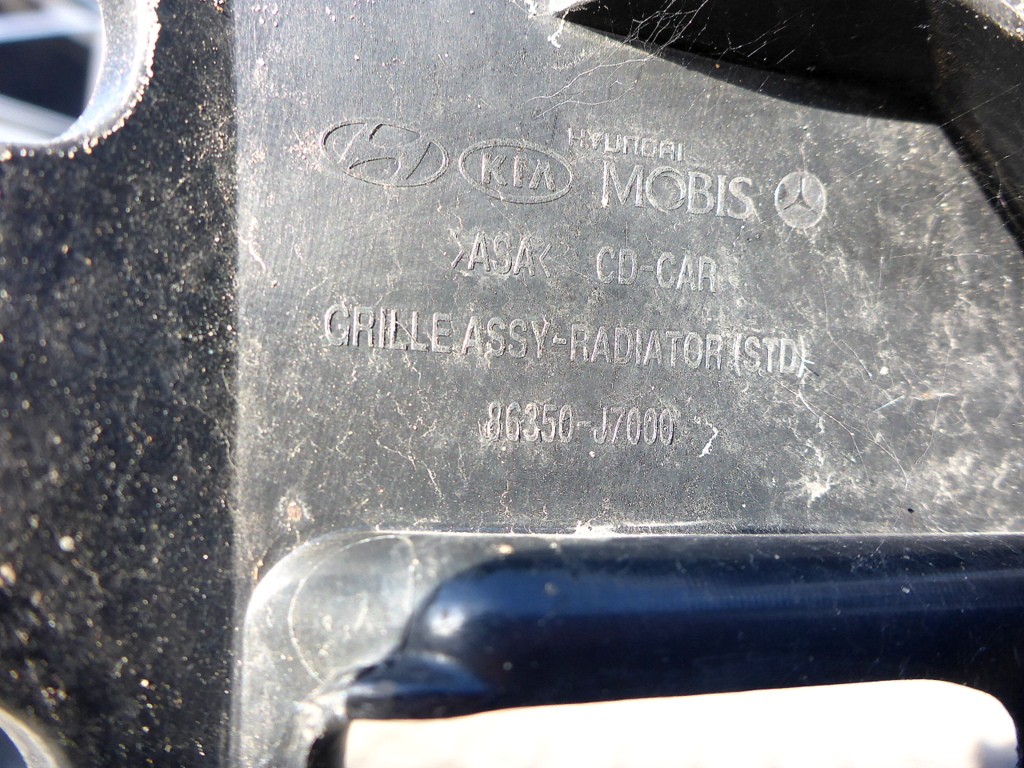 KIA HYUNDAI MOBIS
>ASA< CD-CAR
GRILLE ASSY-RADIATOR(STD)
86350-J7000